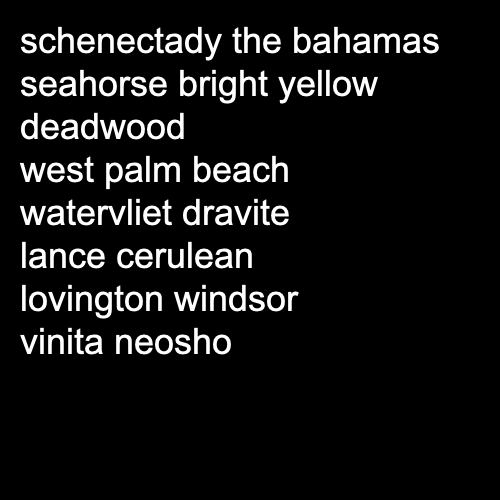 schenectady the bahamas
seahorse bright yellow
deadwood
west palm beach
watervliet dravite
lance cerulean
lovington windsor
vinita neosho